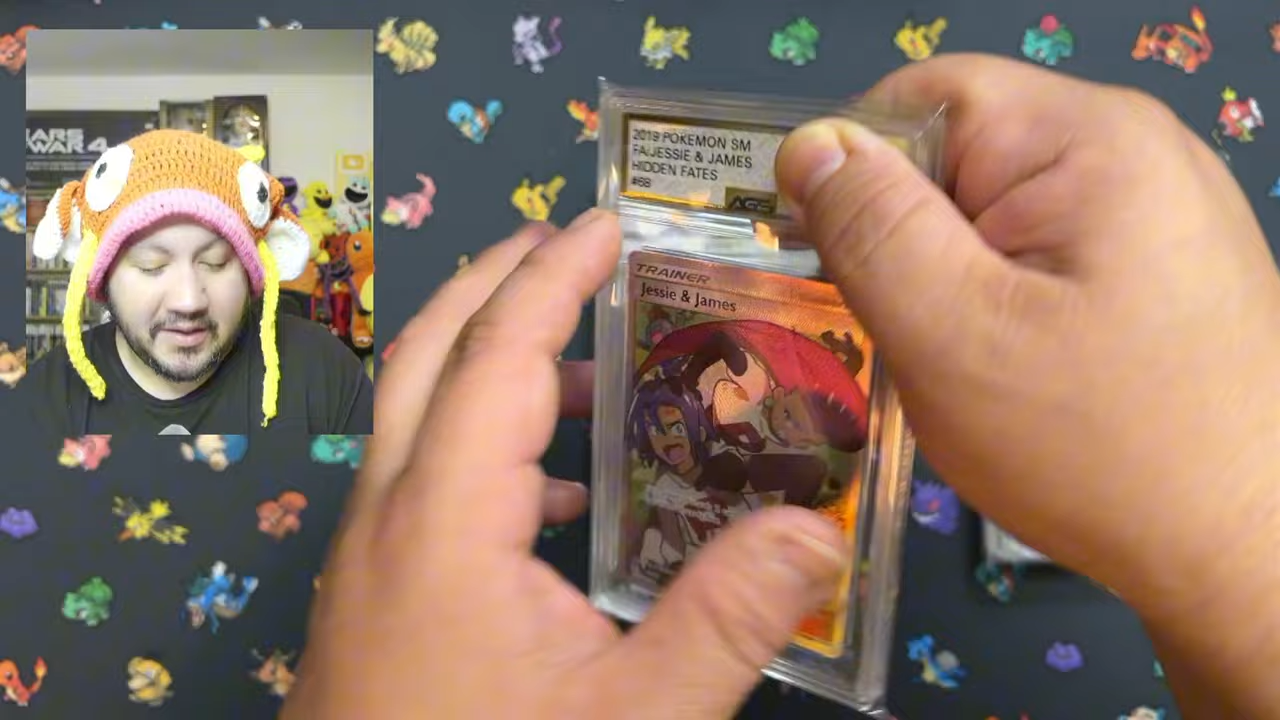 WARS
WAR 4
2019 POKEMON SM
FA/JESSIE & JAMES
HIDDEN FATES
#68
AGS
TRAINER
Jessie & James